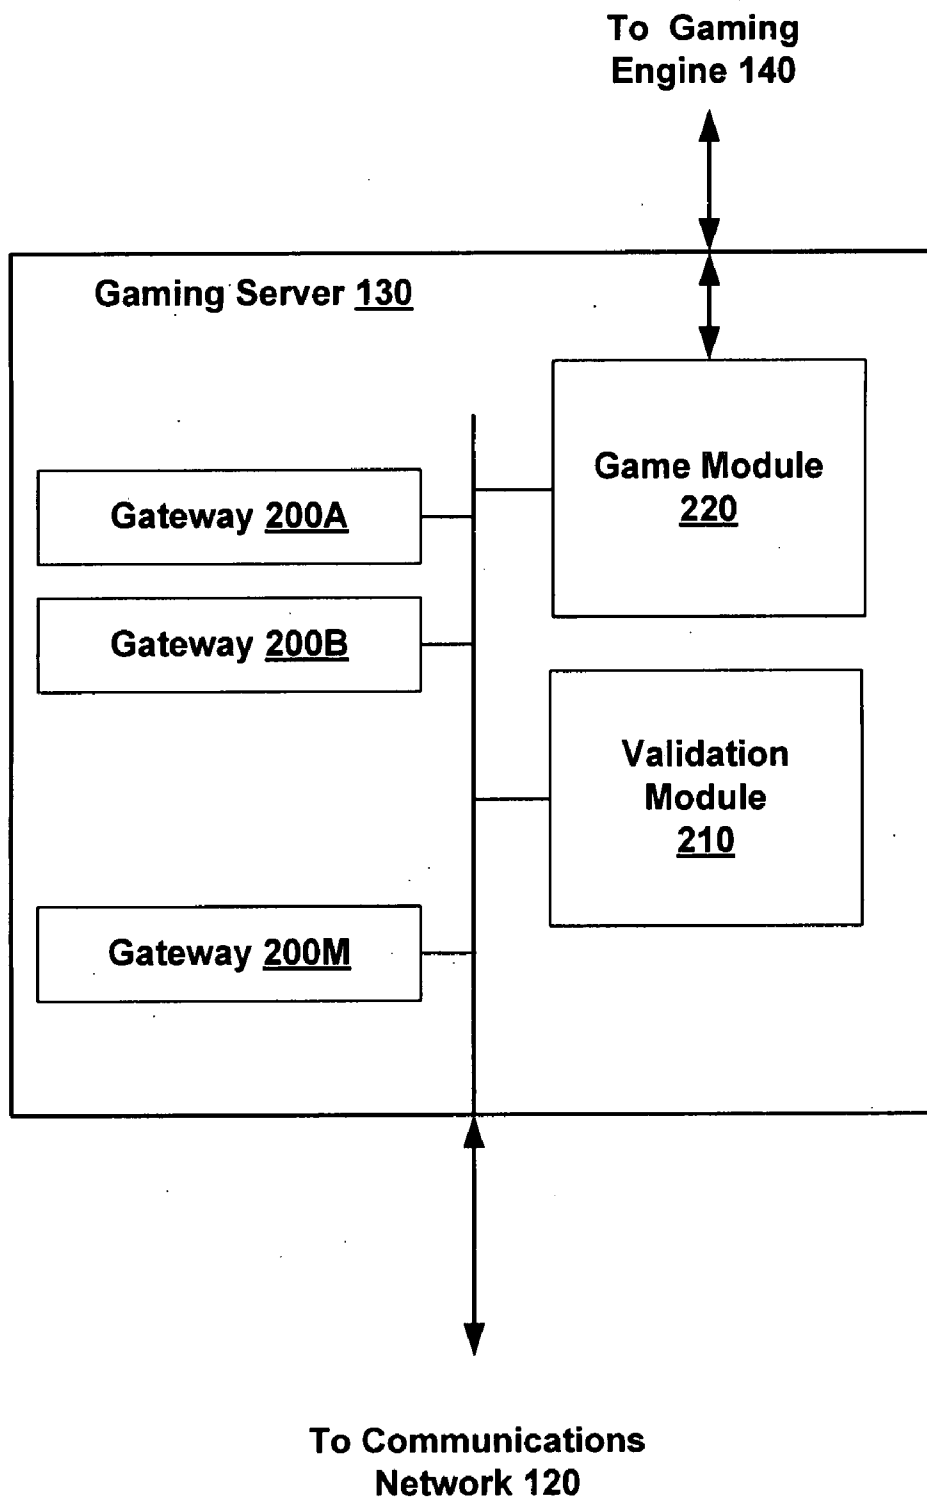 To Gaming
Engine 140
Gaming Server 130
Game Module
220
Gateway 200A
Gateway 200B
Validation
Module
210
Gateway 200M
To Communications
Network 120